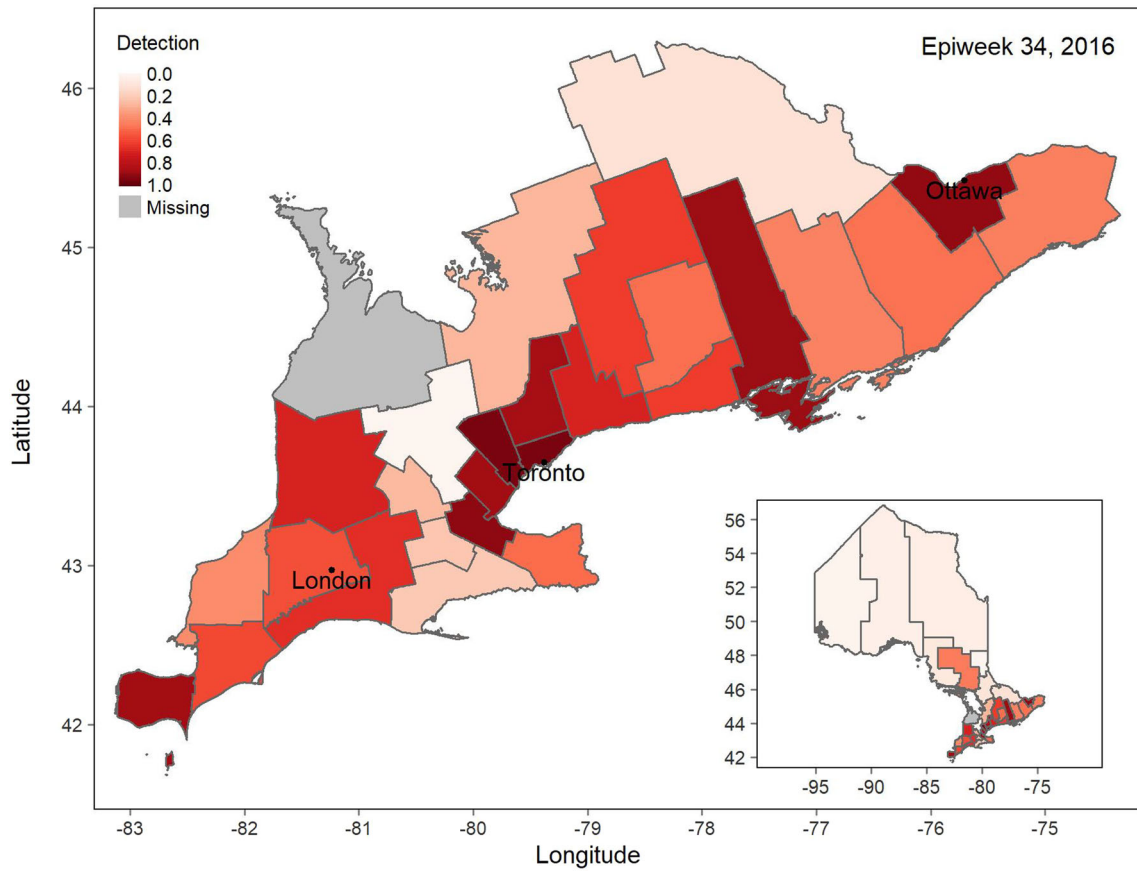 Detection
0.0
0.2
0.4
0.6
0.8
1.0
Missing
Epiweek 34, 2016
46
45
44
43
42
Latitude
Ottawa
Toronto
London
56
54
52
50
48
46
44
42
-95 -90 -85 -80 -75
-83 -82 -81 -80 -79 -78 -77 -76 -75
Longitude